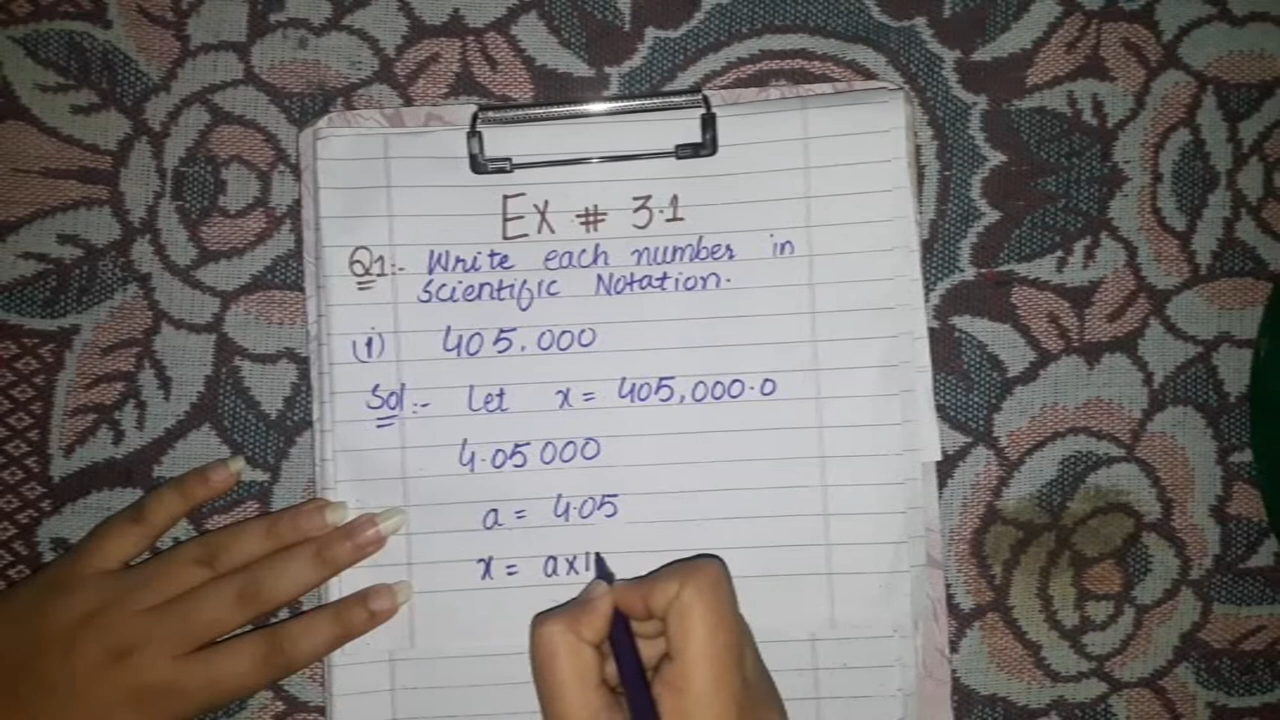 EX # 3.1
Q1:- Write each number in
Scientific Notation.
(i) 405.000
Sol:- Let x = 405,000.0
4.05000
a = 4.05
x = ax1